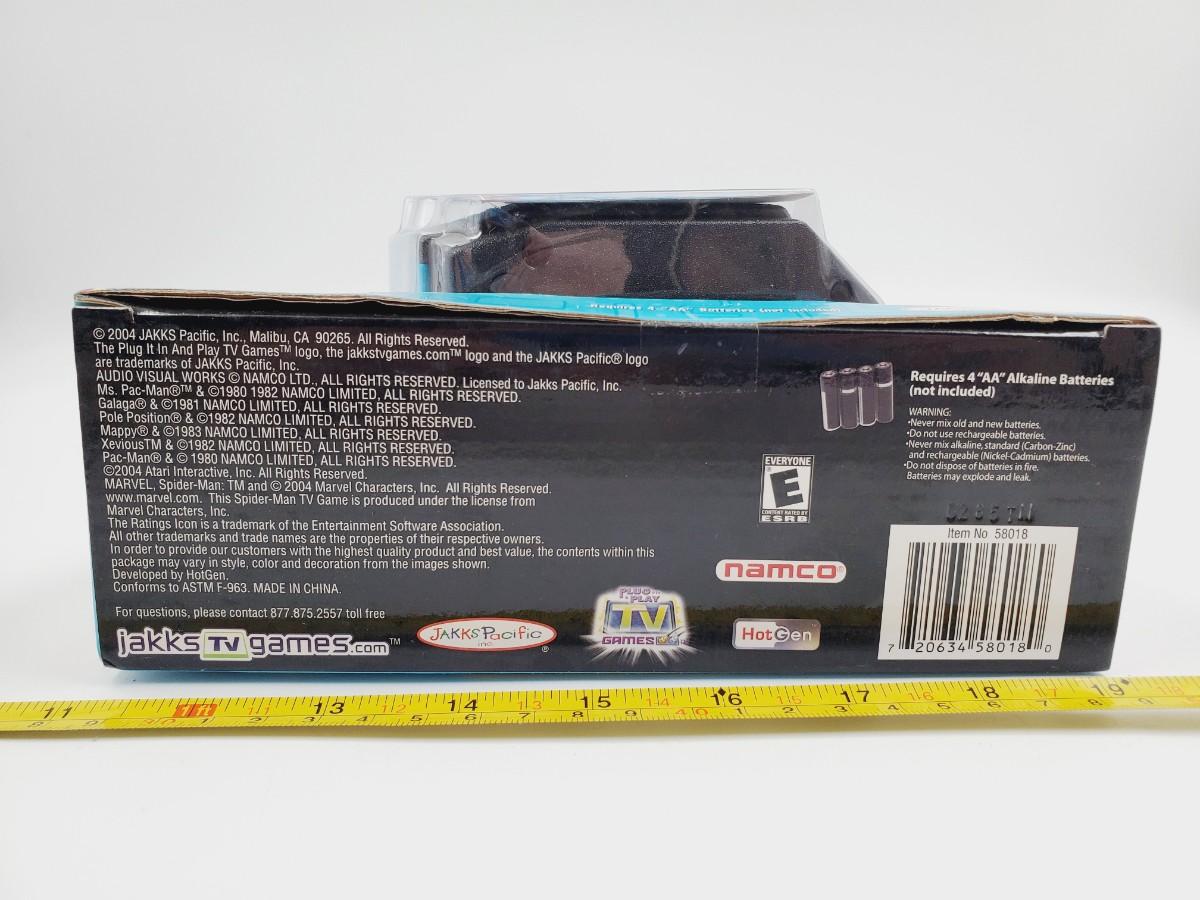 Requires 4 "AA" Batteries (not included)
© 2004 JAKKS Pacific, Inc., Malibu, CA 90265. All Rights Reserved.
The Plug It In And Play TV Games™ logo, the jakkstvgames.com™ logo and the JAKKS Pacific® logo
are trademarks of JAKKS Pacific, Inc.
AUDIO VISUAL WORKS © NAMCO LTD., ALL RIGHTS RESERVED. Licensed to Jakks Pacific, Inc.
Ms. Pac-Man®™ & ©1980 1982 NAMCO LIMITED, ALL RIGHTS RESERVED.
Galaga® & ©1981 NAMCO LIMITED, ALL RIGHTS RESERVED.
Pole Position® & ©1982 NAMCO LIMITED, ALL RIGHTS RESERVED.
Mappy® & ©1983 NAMCO LIMITED, ALL RIGHTS RESERVED.
Xevious™ & ©1982 NAMCO LIMITED, ALL RIGHTS RESERVED.
Pac-Man® & © 1980 NAMCO LIMITED, ALL RIGHTS RESERVED.
©2004 Atari Interactive, Inc. All Rights Reserved.
MARVEL, Spider-Man: TM and © 2004 Marvel Characters, Inc. All Rights Reserved.
www.marvel.com. This Spider-Man TV Game is produced under the license from
Marvel Characters, Inc.
The Ratings Icon is a trademark of the Entertainment Software Association.
All other trademarks and trade names are the properties of their respective owners.
In order to provide our customers with the highest quality product and best value, the contents within this
package may vary in style, color and decoration from the images shown.
Developed by HotGen.
Conforms to ASTM F-963. MADE IN CHINA.
For questions, please contact 877.875.2557 toll free
jakks TV games.com™
JAKKS Pacific inc. ®
PLUG IT IN & PLAY
TV
GAMES
HotGen
namco®
EVERYONE
E
CONTENT RATED BY
ESRB
Requires 4 "AA" Alkaline Batteries
(not included)
WARNING:
•Never mix old and new batteries.
•Do not use rechargeable batteries.
•Never mix alkaline, standard (Carbon-Zinc)
and rechargeable (Nickel-Cadmium) batteries.
•Do not dispose of batteries in fire.
Batteries may explode and leak.
Item No 58018
7 20634 58018 0
11 1ft 13 14 15 16 17 18 19